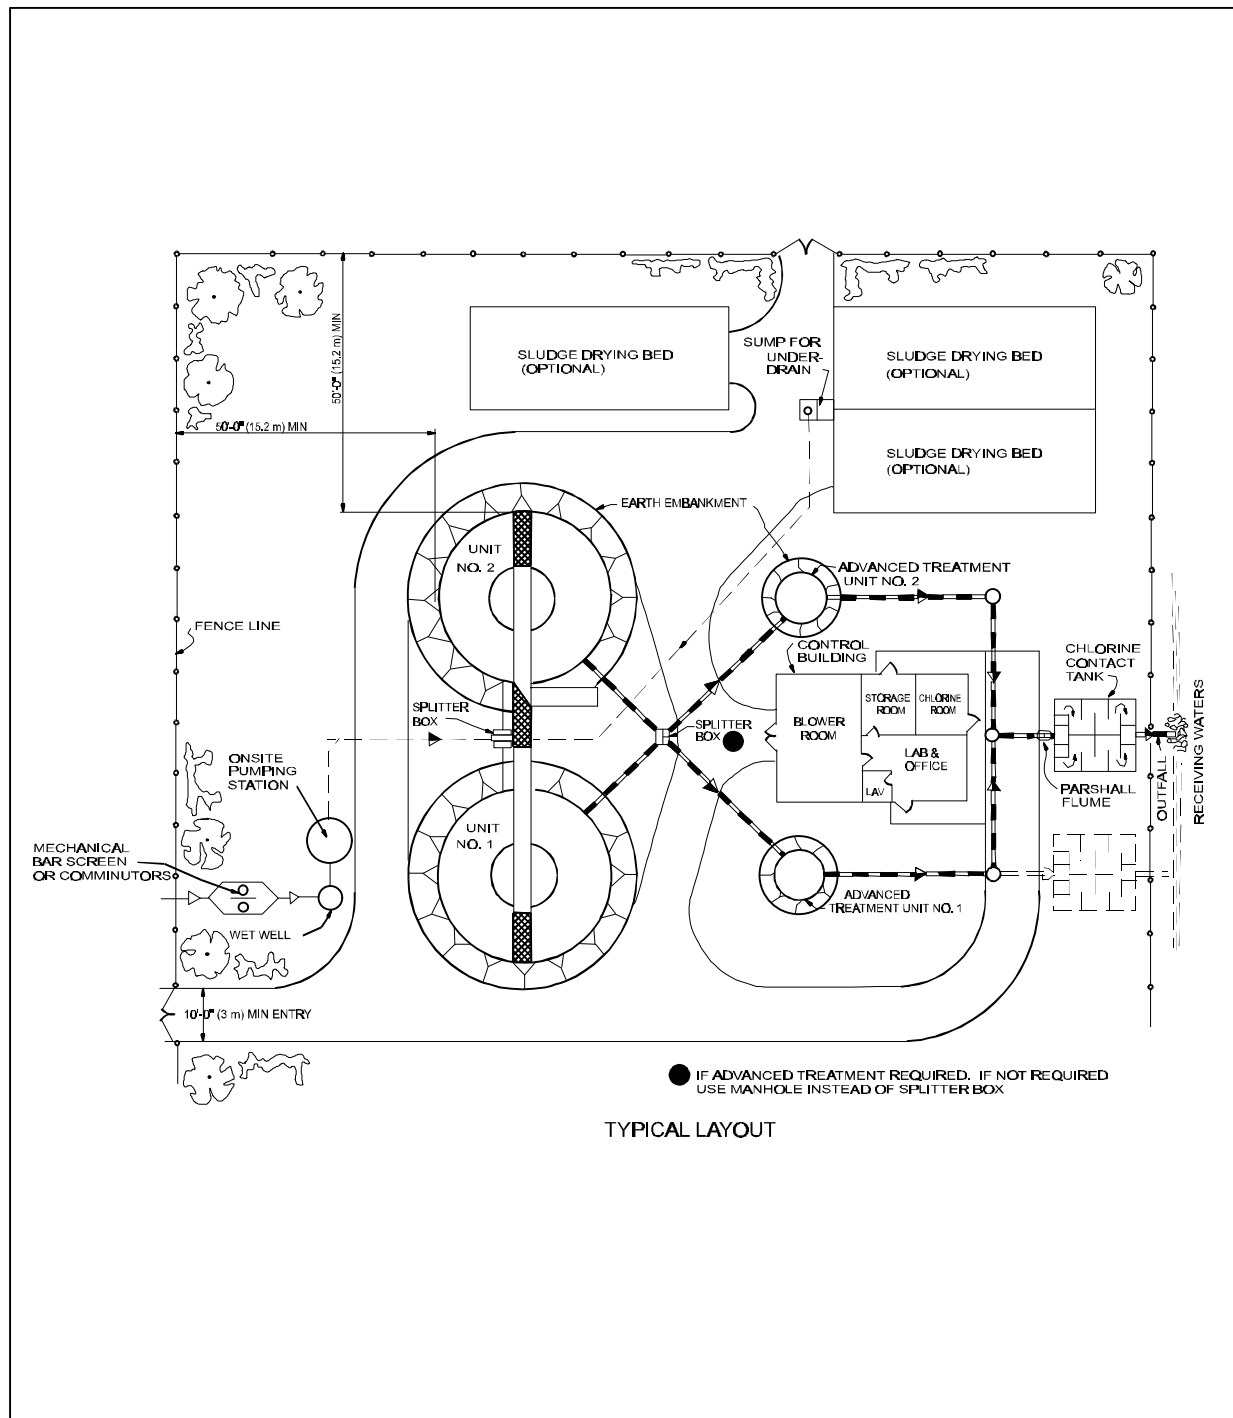 SLUDGE DRYING BED
(OPTIONAL)
SUMP FOR
UNDER-
DRAIN
SLUDGE DRYING BED
(OPTIONAL)
50'-0" (15.2 m) MIN
50'-0" (15.2 m) MIN
SLUDGE DRYING BED
(OPTIONAL)
EARTH EMBANKMENT
UNIT
NO. 2
ADVANCED TREATMENT
UNIT NO. 2
FENCE LINE
CONTROL
BUILDING
CHLORINE
CONTACT
TANK
SPLITTER
BOX
SPLITTER
BOX
BLOWER
ROOM
STORAGE
ROOM
CHLORINE
ROOM
LAB &
OFFICE
LAV
ONSITE
PUMPING
STATION
PARSHALL
FLUME
OUTFALL
RECEIVING WATERS
UNIT
NO. 1
MECHANICAL
BAR SCREEN
OR COMMINUTORS
ADVANCED
TREATMENT UNIT NO. 1
WET WELL
10'-0" (3 m) MIN ENTRY
IF ADVANCED TREATMENT REQUIRED. IF NOT REQUIRED
USE MANHOLE INSTEAD OF SPLITTER BOX
TYPICAL LAYOUT